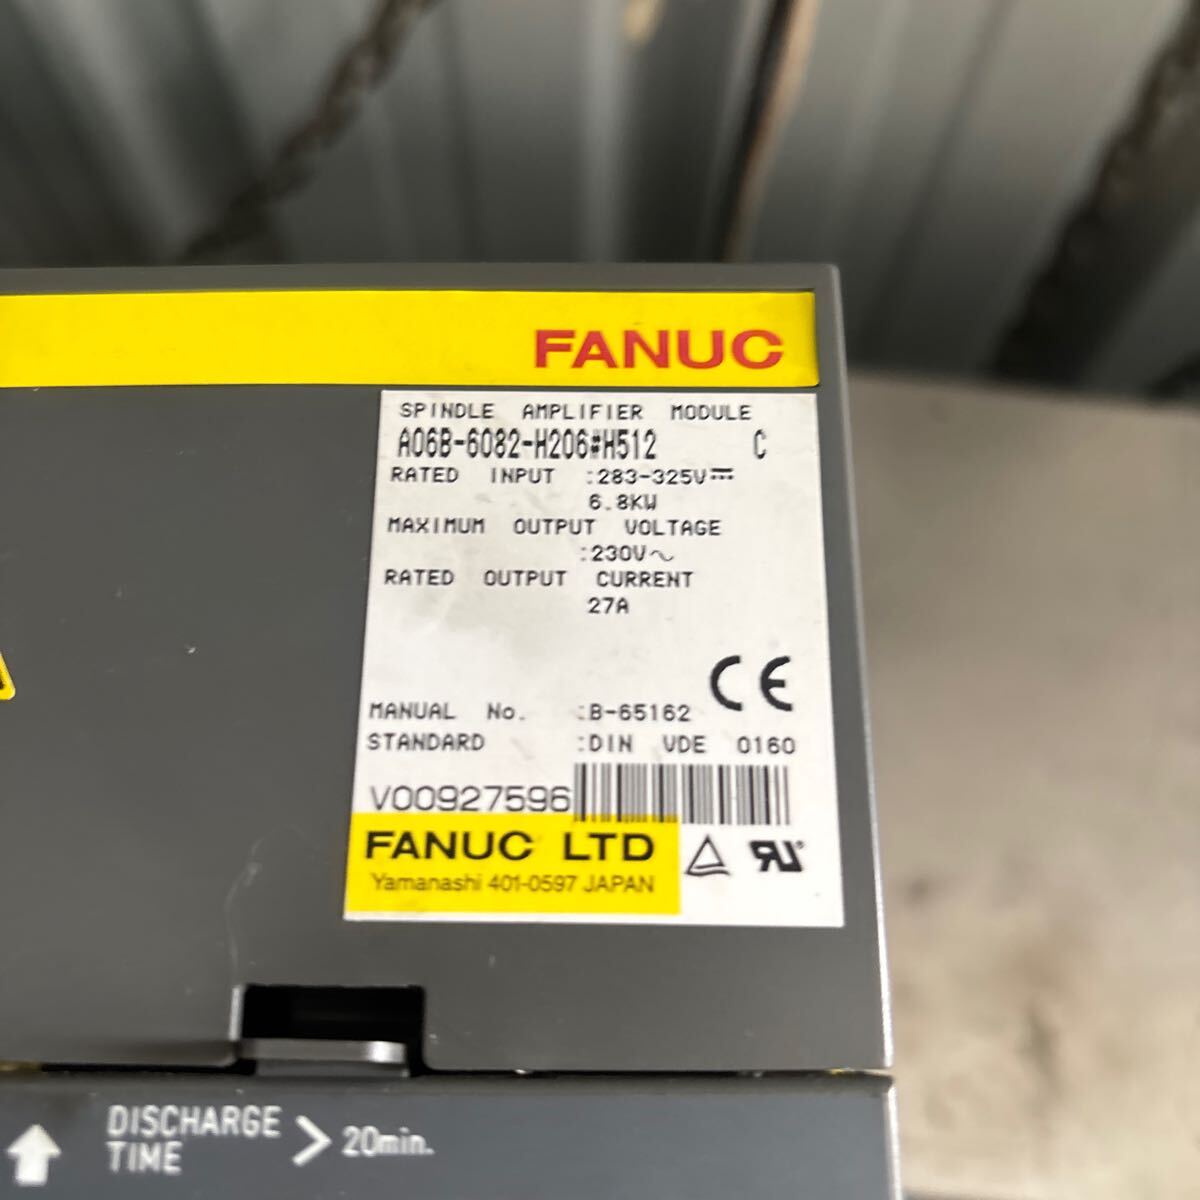 FANUC
SPINDLE AMPLIFIER MODULE
A06B-6082-H206#H512 C
RATED INPUT :283-325V⎓
6.8KW
MAXIMUM OUTPUT VOLTAGE
:230V~
RATED OUTPUT CURRENT
27A
CE
MANUAL No. :B-65162
STANDARD :DIN VDE 0160
V00927596
FANUC LTD
Yamanashi 401-0597 JAPAN
DISCHARGE
TIME > 20min.